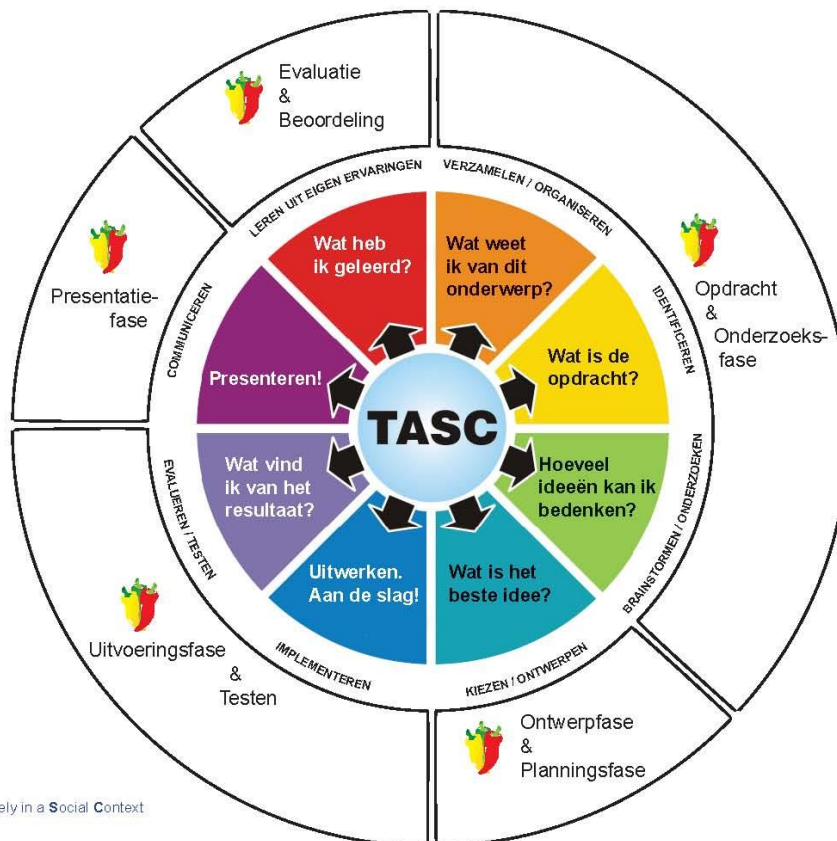 Evaluatie
&
Beoordeling
Presentatie-
fase
Opdracht
&
Onderzoeks-
fase
Uitvoeringsfase
&
Testen
Ontwerpfase
&
Planningsfase
LEREN UIT EIGEN ERVARINGEN
VERZAMELEN / ORGANISEREN
IDENTIFICEREN
BRAINSTORMEN / ONDERZOEKEN
KIEZEN / ONTWERPEN
IMPLEMENTEREN
EVALUEREN / TESTEN
COMMUNICEREN
Wat heb
ik geleerd?
Wat weet
ik van dit
onderwerp?
Wat is de
opdracht?
Hoeveel
ideeën kan ik
bedenken?
Wat is het
beste idee?
Uitwerken.
Aan de slag!
Wat vind
ik van het
resultaat?
Presenteren!
TASC
ely in a Social Context